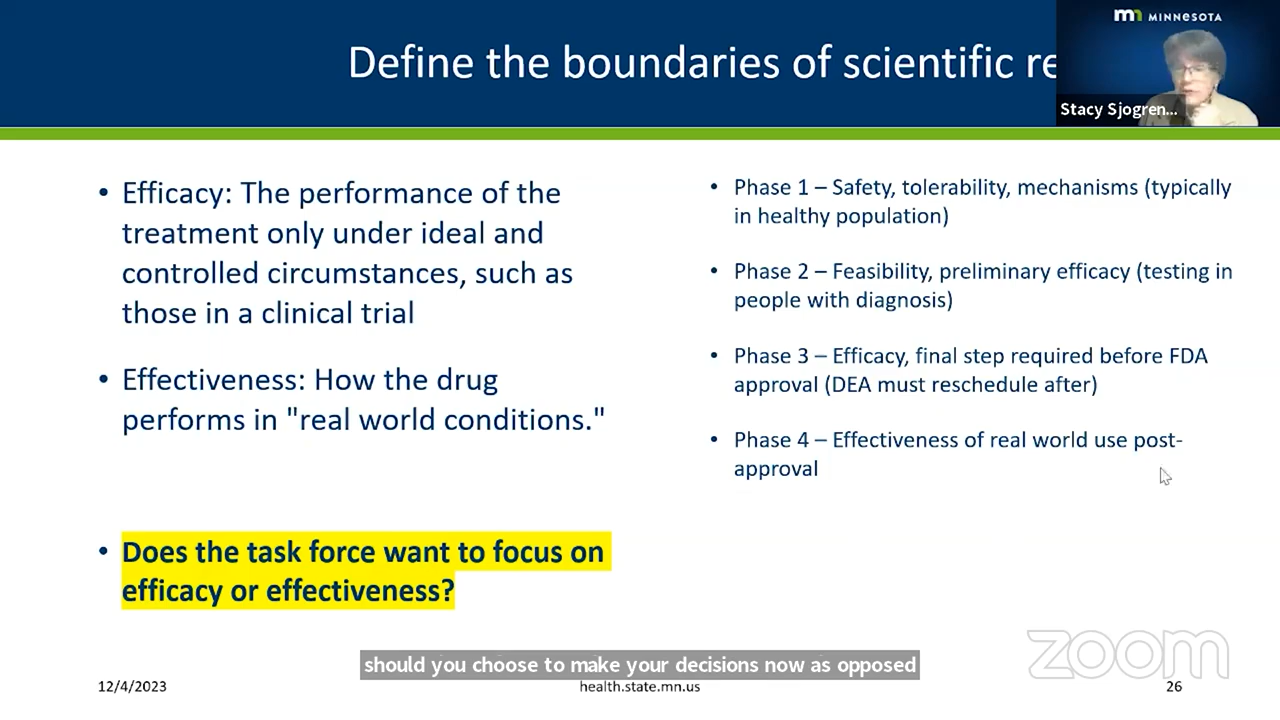 Define the boundaries of scientific re
mn MINNESOTA
Stacy Sjogren...
• Efficacy: The performance of the
treatment only under ideal and
controlled circumstances, such as
those in a clinical trial
• Effectiveness: How the drug
performs in "real world conditions."
• Does the task force want to focus on
efficacy or effectiveness?
• Phase 1 – Safety, tolerability, mechanisms (typically
in healthy population)
• Phase 2 – Feasibility, preliminary efficacy (testing in
people with diagnosis)
• Phase 3 – Efficacy, final step required before FDA
approval (DEA must reschedule after)
• Phase 4 – Effectiveness of real world use post-
approval
zoom
should you choose to make your decisions now as opposed
12/4/2023
health.state.mn.us
26